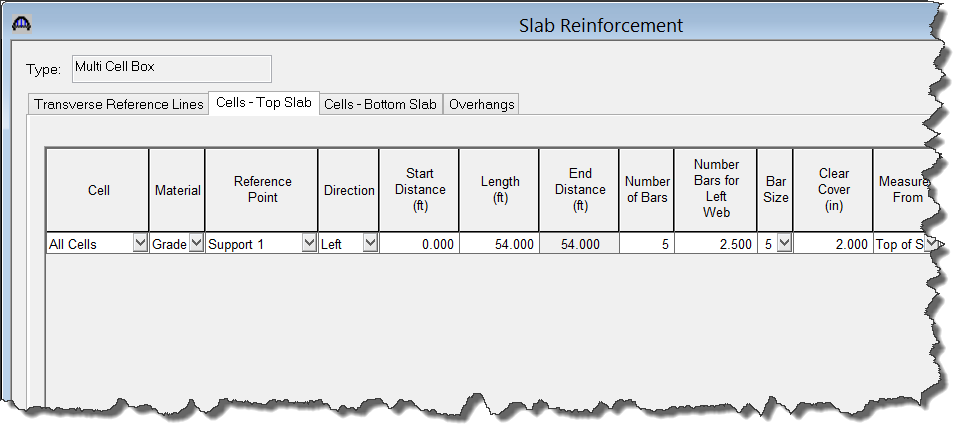 Slab Reinforcement
Type: Multi Cell Box
Transverse Reference Lines Cells - Top Slab Cells - Bottom Slab Overhangs
Cell Material Reference Point Direction Start Distance (ft) Length (ft) End Distance (ft) Number of Bars Number Bars for Left Web Bar Size Clear Cover (in) Measure From
All Cells Grade Support 1 Left 0.000 54.000 54.000 5 2.500 5 2.000 Top of S